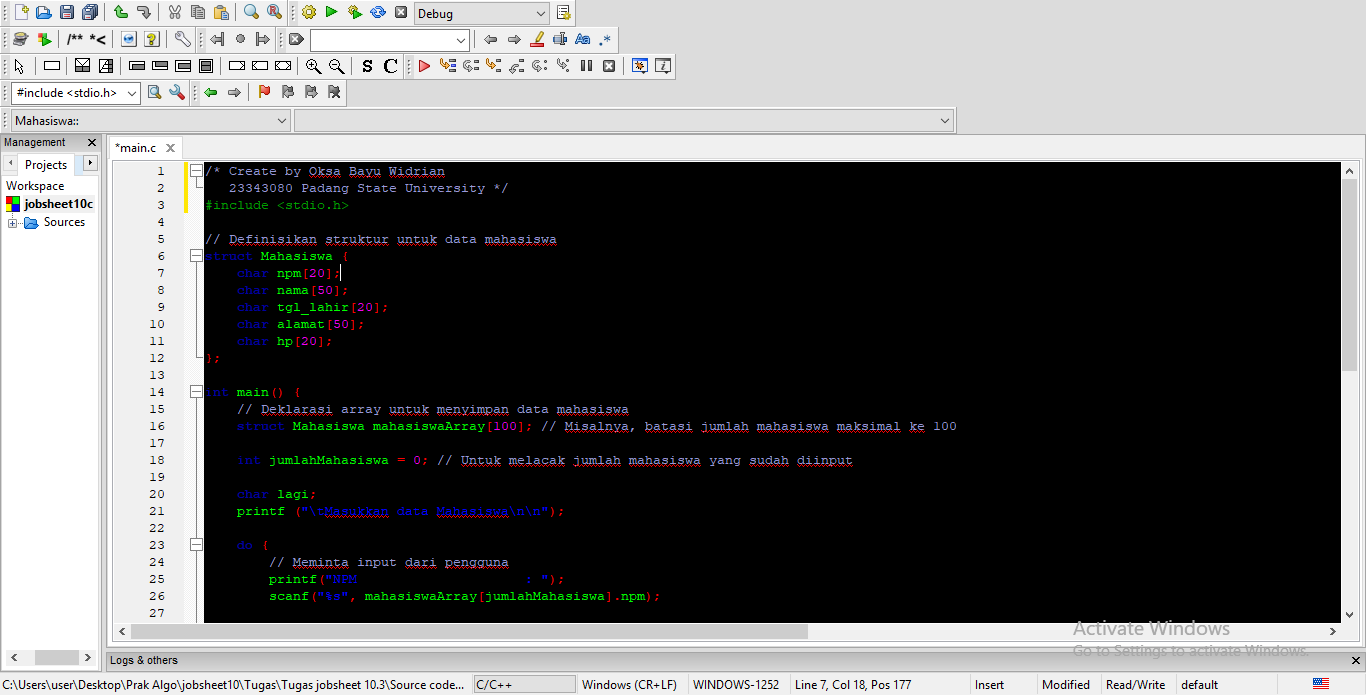 Debug
/** *<
Aa .*
S C
#include <stdio.h>
Mahasiswa::
Management
*main.c
Projects
Workspace
jobsheet10c
Sources
1 /* Create by Oksa Bayu Widrian
2 23343080 Padang State University */
3 #include <stdio.h>
4
5 // Definisikan struktur untuk data mahasiswa
6 struct Mahasiswa {
7 char npm[20];
8 char nama[50];
9 char tgl_lahir[20];
10 char alamat[50];
11 char hp[20];
12 };
13
14 int main() {
15 // Deklarasi array untuk menyimpan data mahasiswa
16 struct Mahasiswa mahasiswaArray[100]; // Misalnya, batasi jumlah mahasiswa maksimal ke 100
17
18 int jumlahMahasiswa = 0; // Untuk melacak jumlah mahasiswa yang sudah diinput
19
20 char lagi;
21 printf ("\tMasukkan data Mahasiswa\n\n");
22
23 do {
24 // Meminta input dari pengguna
25 printf("NPM : ");
26 scanf("%s", mahasiswaArray[jumlahMahasiswa].npm);
27
Activate Windows
Go to Settings to activate Windows.
Logs & others
C:\Users\user\Desktop\Prak Algo\jobsheet10\Tugas\Tugas jobsheet 10.3\Source code... C/C++ Windows (CR+LF) WINDOWS-1252 Line 7, Col 18, Pos 177 Insert Modified Read/Write default